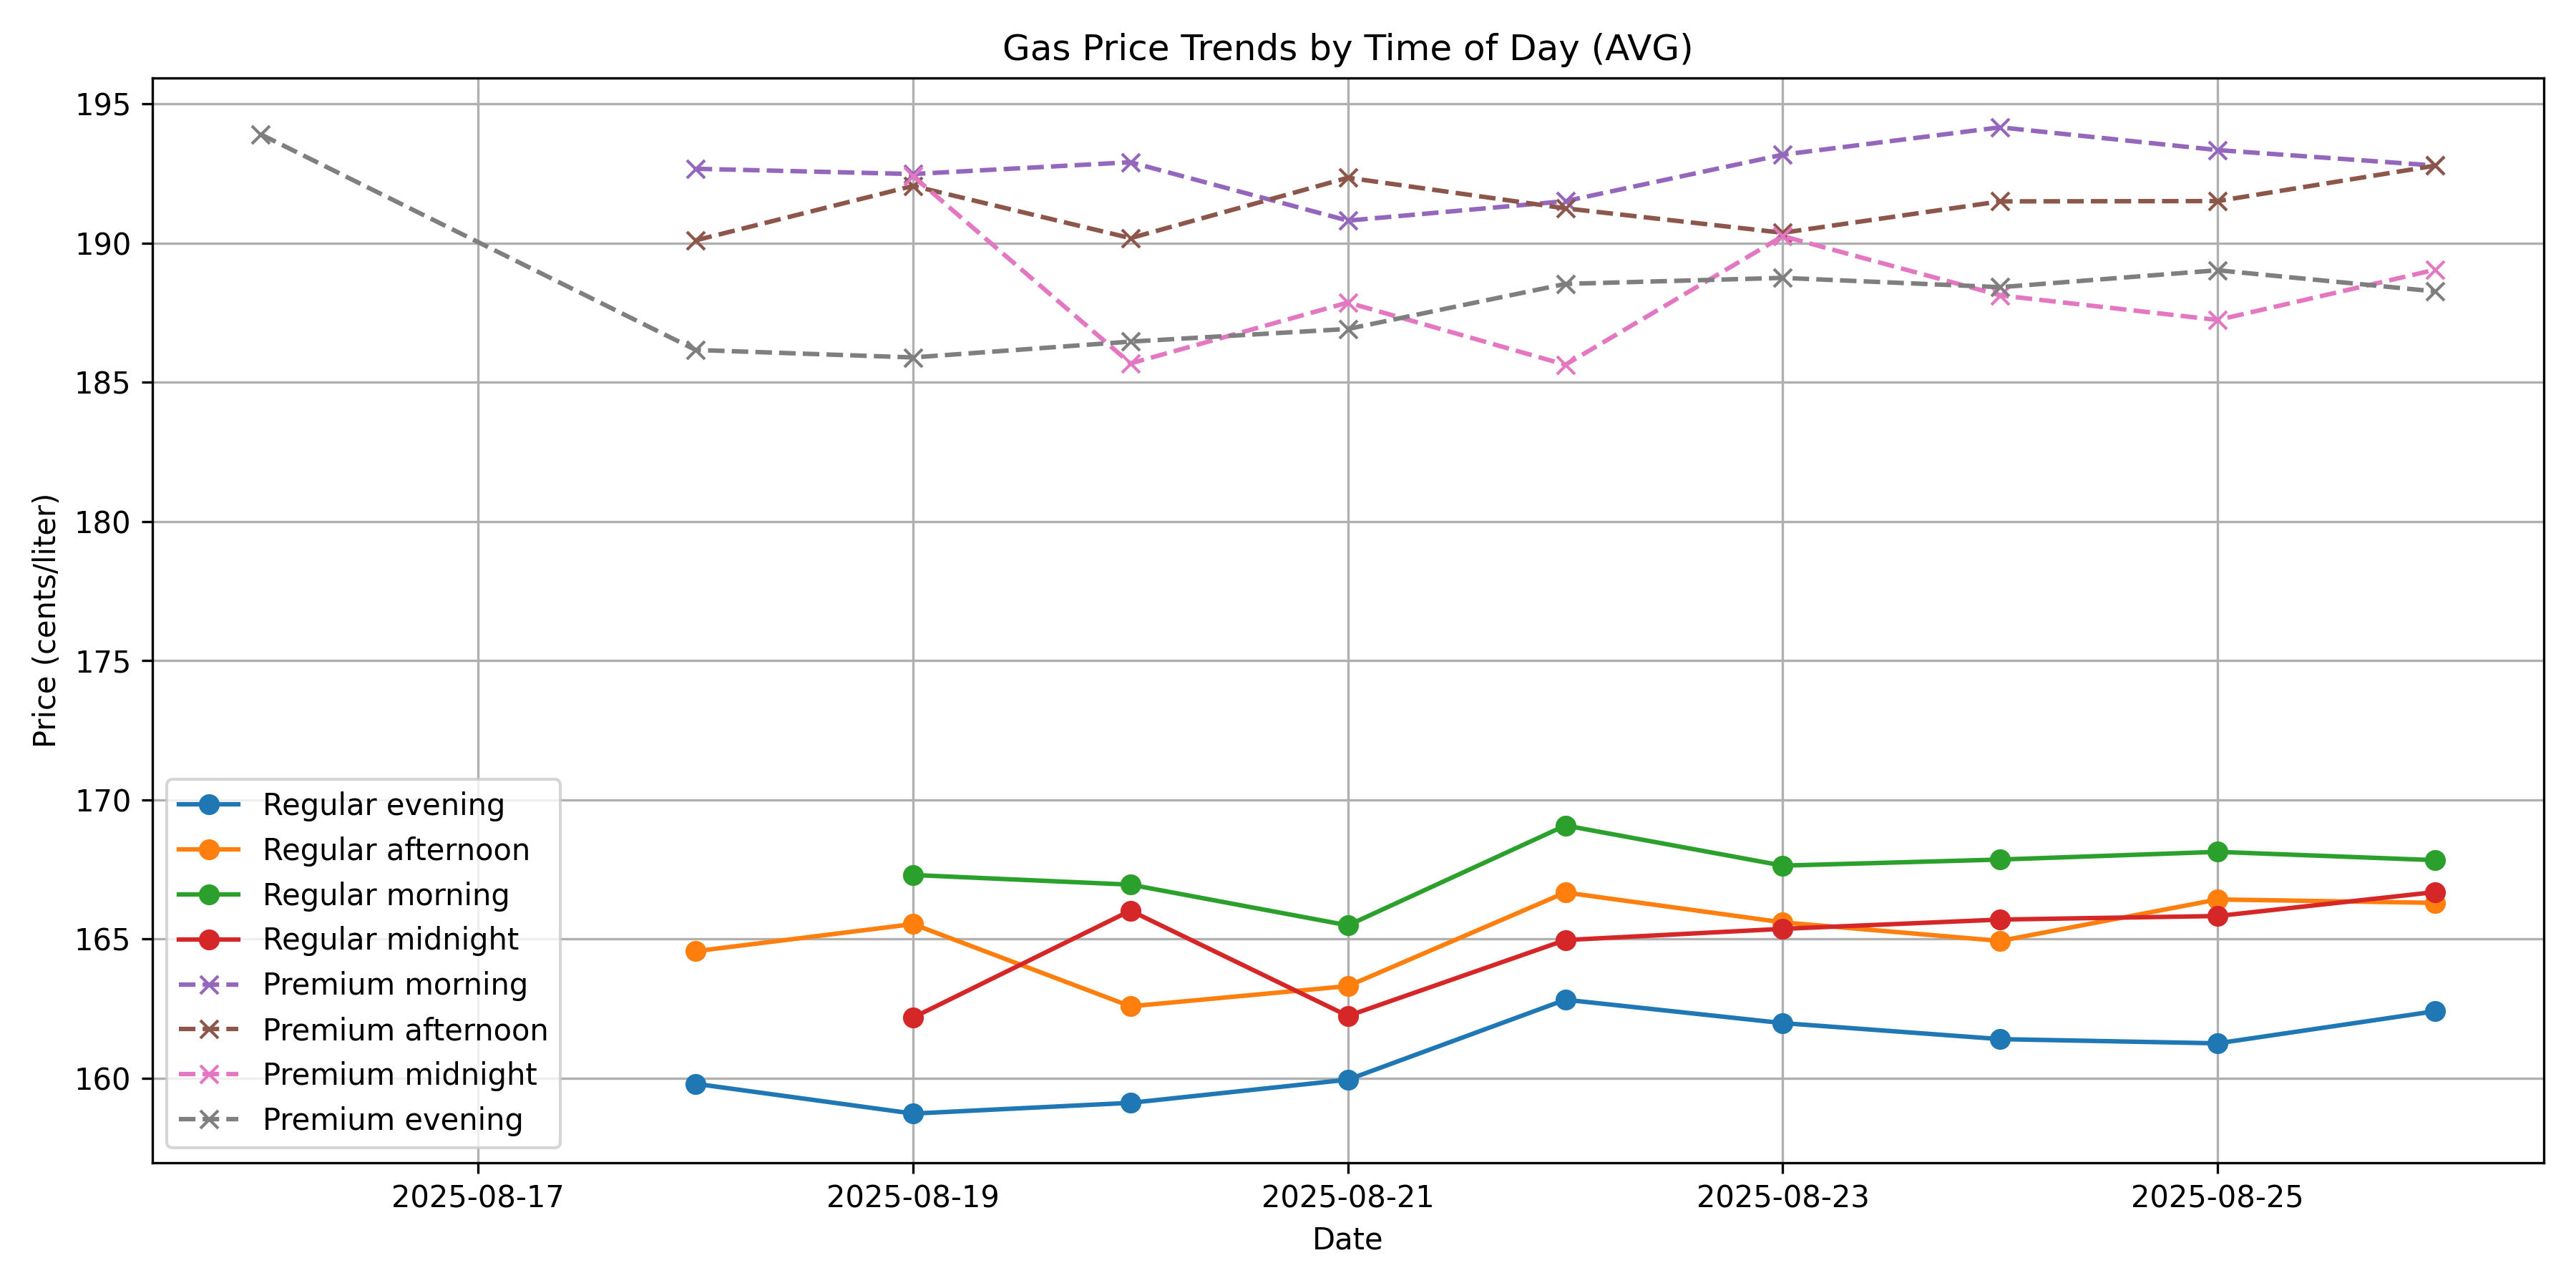 Gas Price Trends by Time of Day (AVG)
195
190
185
180
175
170
165
160
Price (cents/liter)
Regular evening
Regular afternoon
Regular morning
Regular midnight
Premium morning
Premium afternoon
Premium midnight
Premium evening
2025-08-17
2025-08-19
2025-08-21
2025-08-23
2025-08-25
Date